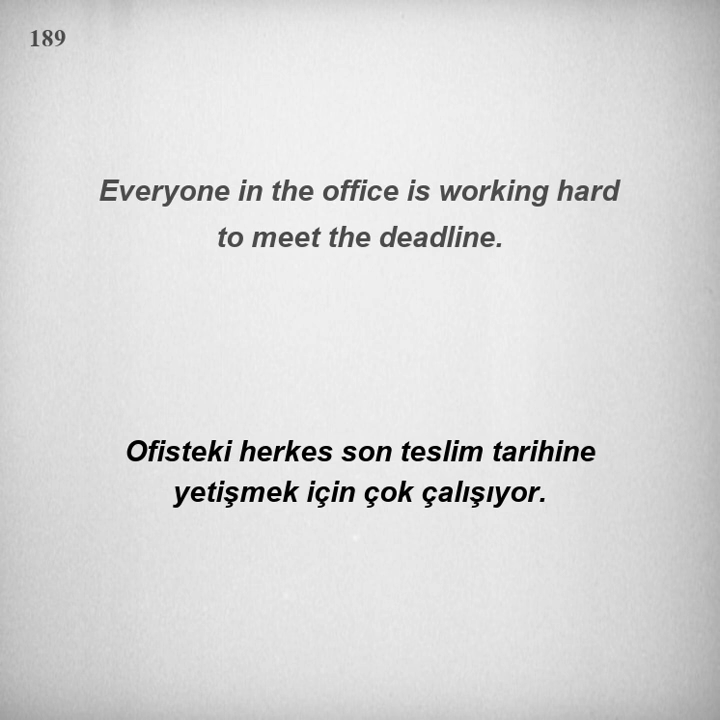 189
Everyone in the office is working hard
to meet the deadline.
Ofisteki herkes son teslim tarihine
yetişmek için çok çalışıyor.